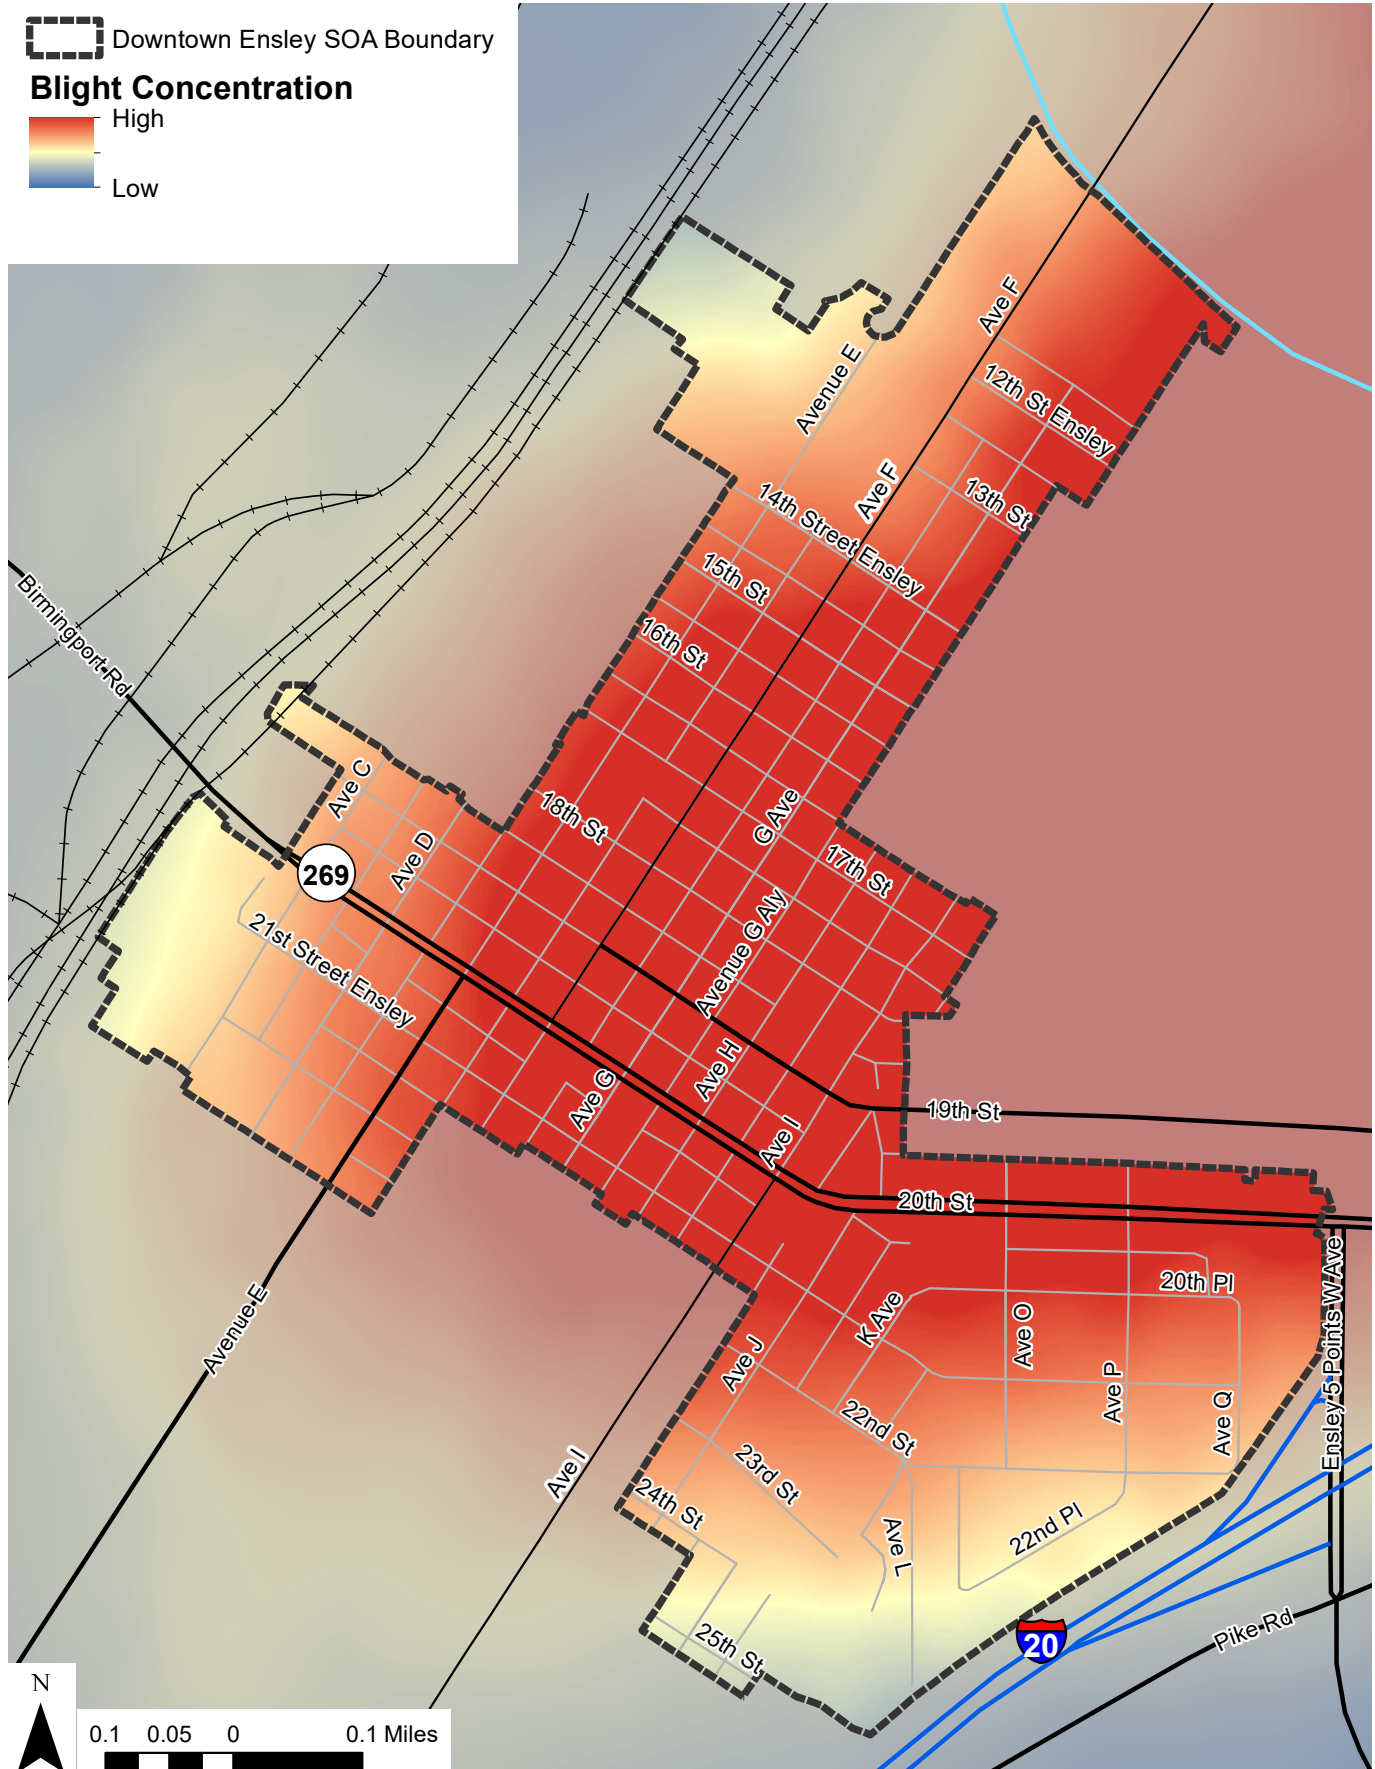 Downtown Ensley SOA Boundary
Blight Concentration
High
Low
Ave F
Avenue E
12th St Ensley
Ave F
13th St
14th Street Ensley
15th St
Birmingport Rd
16th St
Ave C
18th St
G Ave
Ave D
17th St
269
Avenue G Aly
21st Street Ensley
Ave H
Ave G
19th St
Ave I
20th St
20th Pl
Avenue E
K Ave
Ave O
Ensley 5 Points W Ave
Ave J
Ave P
Ave Q
22nd St
Ave I
23rd St
24th St
22nd Pl
Ave L
25th St
20
Pike Rd
N
0.1 0.05 0 0.1 Miles